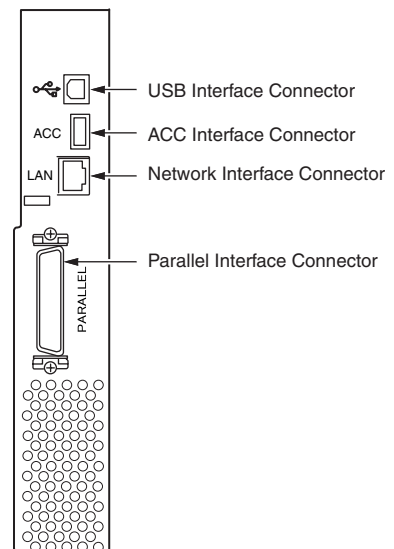 USB Interface Connector
ACC
ACC Interface Connector
LAN
Network Interface Connector
Parallel Interface Connector
PARALLEL